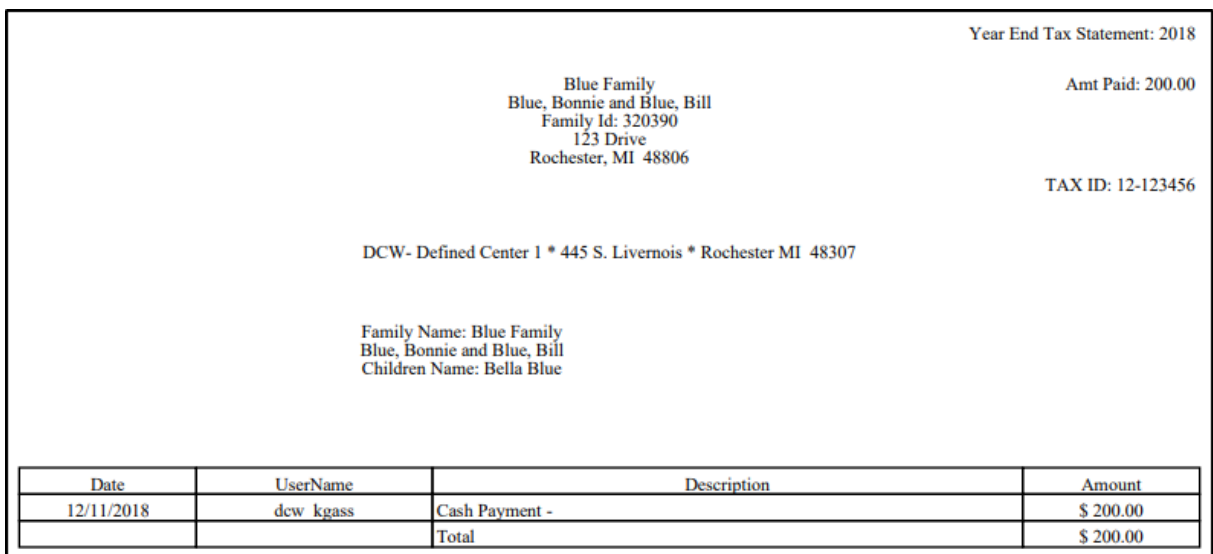 Year End Tax Statement: 2018
Blue Family
Amt Paid: 200.00
Blue, Bonnie and Blue, Bill
Family Id: 320390
123 Drive
Rochester, MI 48806
TAX ID: 12-123456
DCW- Defined Center 1 * 445 S. Livernois * Rochester MI 48307
Family Name: Blue Family
Blue, Bonnie and Blue, Bill
Children Name: Bella Blue
Date UserName Description Amount
12/11/2018 dcw_kgass Cash Payment - $ 200.00
Total $ 200.00